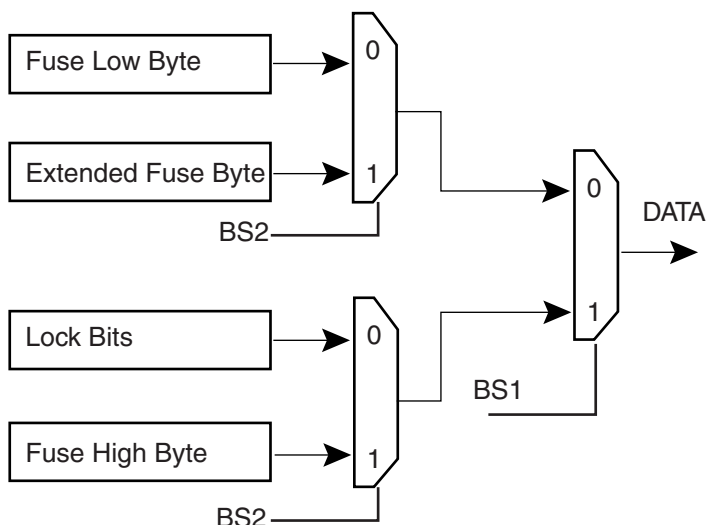 Fuse Low Byte
0
Extended Fuse Byte
1
BS2
0
DATA
Lock Bits
0
1
BS1
Fuse High Byte
1
BS2